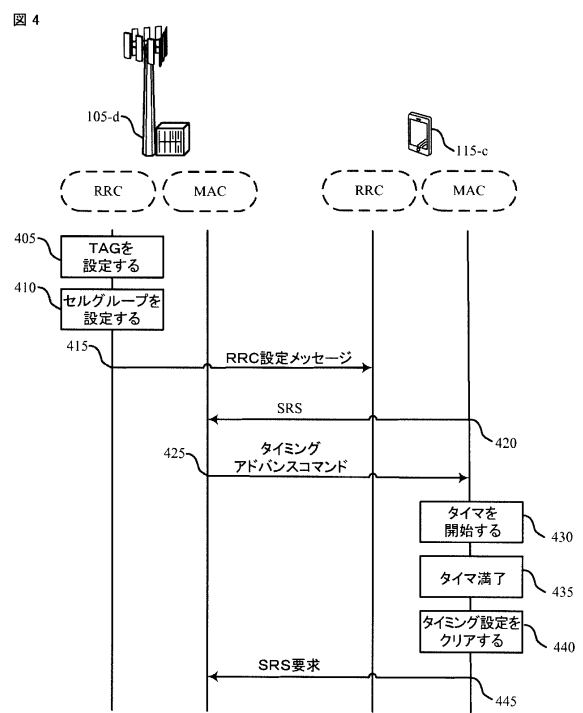 図 4
105-d
115-c
RRC
MAC
RRC
MAC
405
TAGを
設定する
410
セルグループを
設定する
415
RRC設定メッセージ
SRS
420
425
タイミング
アドバンスコマンド
タイマを
開始する
430
タイマ満了
435
タイミング設定を
クリアする
440
SRS要求
445